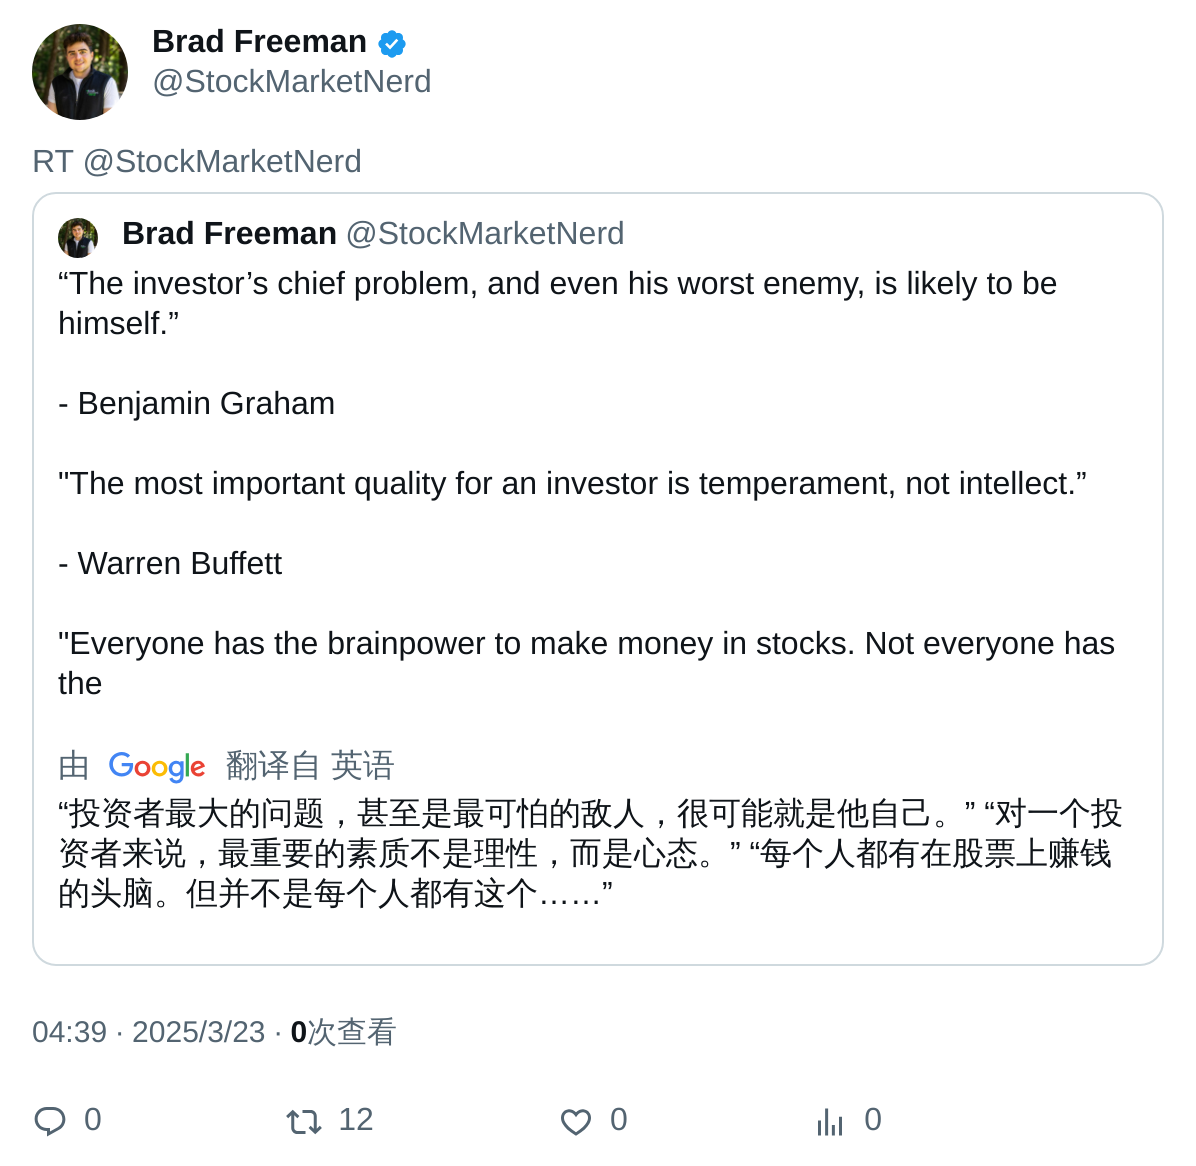 Brad Freeman
@StockMarketNerd
RT @StockMarketNerd
Brad Freeman @StockMarketNerd
“The investor’s chief problem, and even his worst enemy, is likely to be
himself.”
- Benjamin Graham
"The most important quality for an investor is temperament, not intellect.”
- Warren Buffett
"Everyone has the brainpower to make money in stocks. Not everyone has
the
由 Google 翻译自 英语
“投资者最大的问题，甚至是最可怕的敌人，很可能就是他自己。” “对一个投
资者来说，最重要的素质不是理性，而是心态。” “每个人都有在股票上赚钱
的头脑。但并不是每个人都有这个……”
04:39 · 2025/3/23 · 0次查看
0 12 0 0